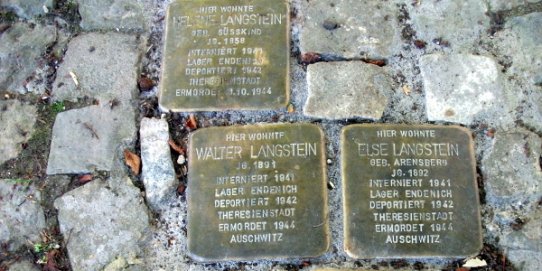 HIER WOHNTE
HELENE LANGSTEIN
GEB. SÜSSKIND
JG. 1858
INTERNIERT 1941
LAGER ENDENICH
DEPORTIERT 1942
THERESIENSTADT
ERMORDET 1.10.1944
HIER WOHNTE
WALTER LANGSTEIN
JG. 1891
INTERNIERT 1941
LAGER ENDENICH
DEPORTIERT 1942
THERESIENSTADT
ERMORDET 1944
AUSCHWITZ
HIER WOHNTE
ELSE LANGSTEIN
GEB. ARENSBERG
JG. 1892
INTERNIERT 1941
LAGER ENDENICH
DEPORTIERT 1942
THERESIENSTADT
ERMORDET 1944
AUSCHWITZ